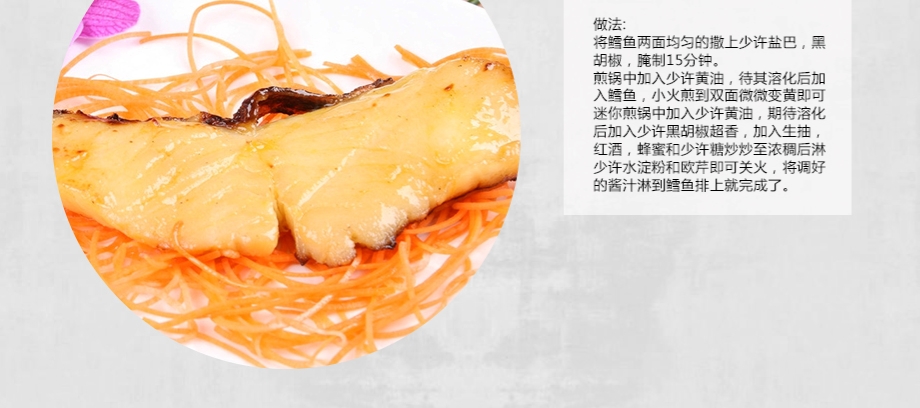 做法:
将鳕鱼两面均匀的撒上少许盐巴，黑
胡椒，腌制15分钟。
煎锅中加入少许黄油，待其溶化后加
入鳕鱼，小火煎到双面微微变黄即可
迷你煎锅中加入少许黄油，期待溶化
后加入少许黑胡椒超香，加入生抽，
红酒，蜂蜜和少许糖炒炒至浓稠后淋
少许水淀粉和欧芹即可关火，将调好
的酱汁淋到鳕鱼排上就完成了。